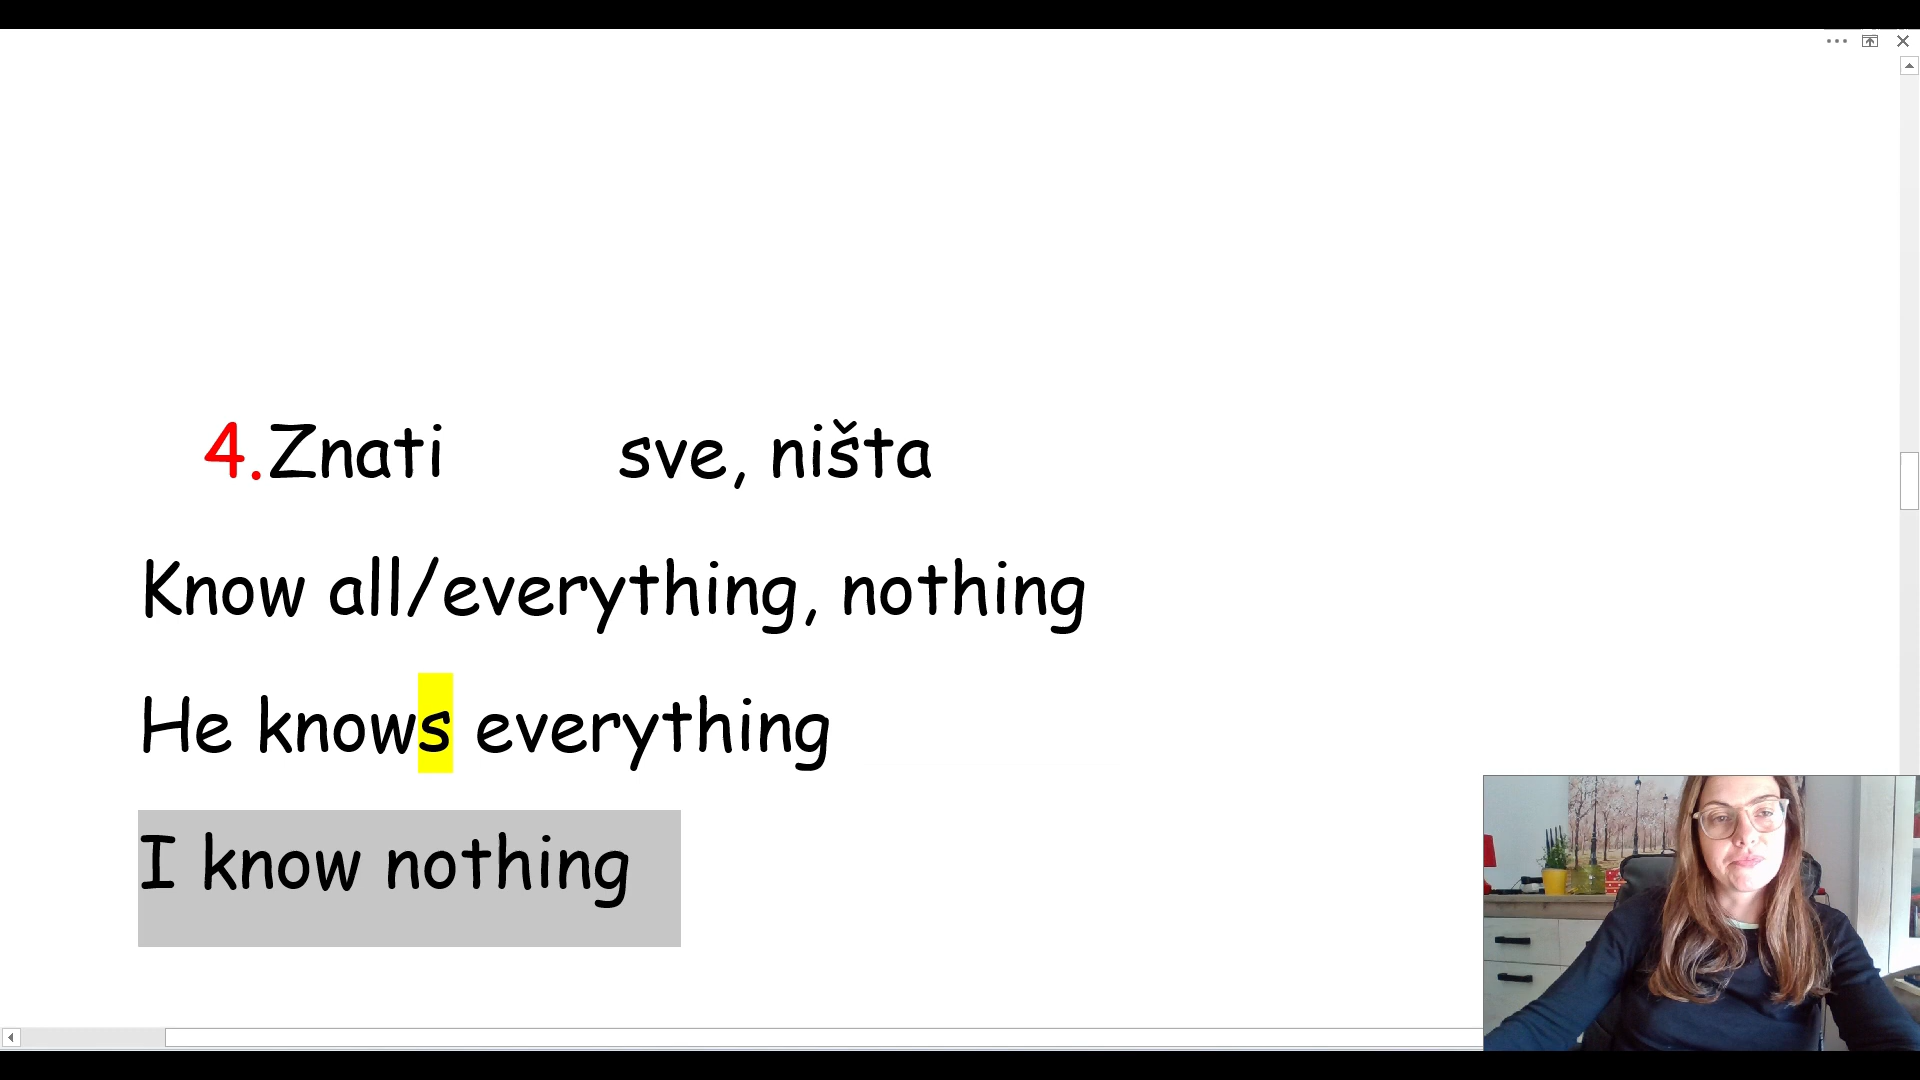 4.Znati sve, ništa
Know all/everything, nothing
He knows everything
I know nothing